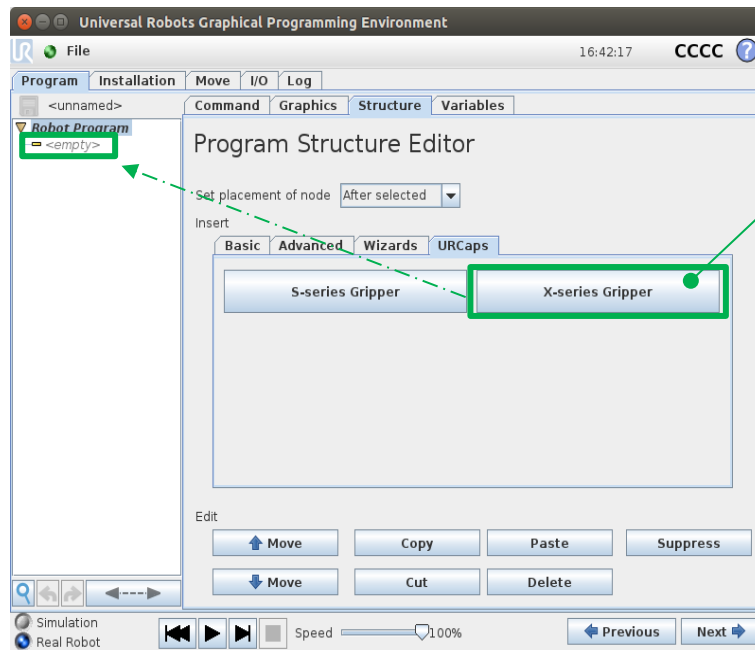 Universal Robots Graphical Programming Environment
UR File 16:42:17 CCCC ?
Program Installation Move I/O Log
<unnamed> Command Graphics Structure Variables
Robot Program
<empty>
Program Structure Editor
Set placement of node After selected
Insert
Basic Advanced Wizards URCaps
S-series Gripper X-series Gripper
Edit
Move Copy Paste Suppress
Move Cut Delete
Simulation
Real Robot
Speed 100% Previous Next